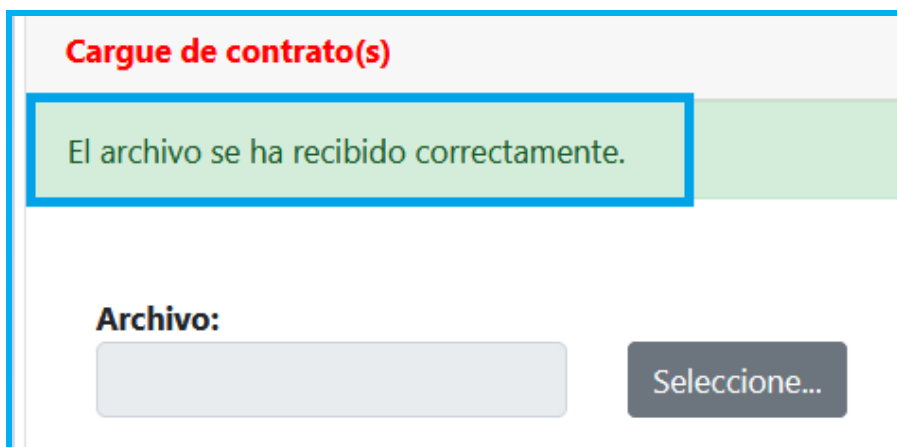 Cargue de contrato(s)
El archivo se ha recibido correctamente.
Archivo:
Seleccione...